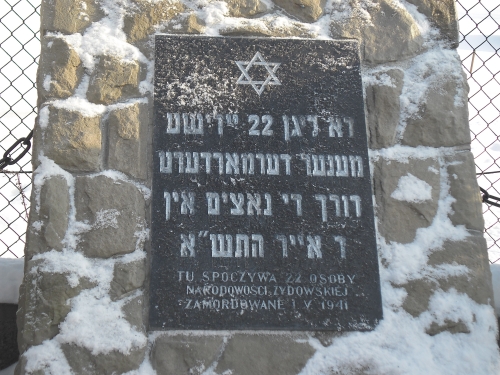 דא ליגן 22 יידישע
מענער דערמארדעט
דורך די נאצים אין
ד אייר התש״א
TU SPOCZYWA 22 OSOBY
NARODOWOŚCI ŻYDOWSKIEJ
ZAMORDOWANE 1 V 1941